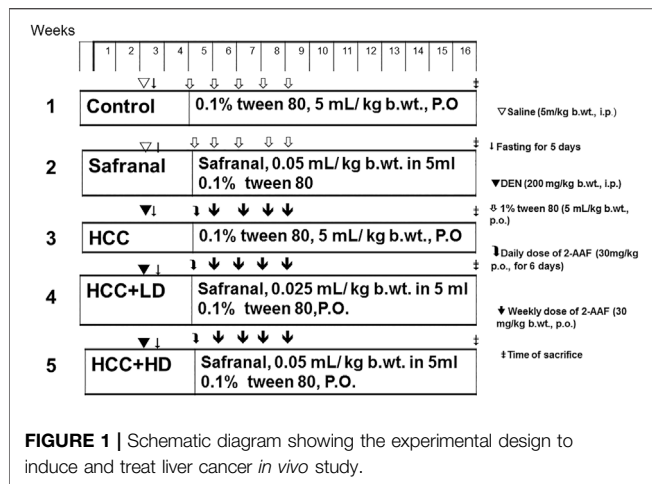 Weeks
1 2 3 4 5 6 7 8 9 10 11 12 13 14 15 16
▽↓ ⇩ ⇩ ⇩ ⇩ ⇩ ‡
1 Control 0.1% tween 80, 5 mL/ kg b.wt., P.O
▽↓ ⇩ ⇩ ⇩ ⇩ ⇩ ‡
2 Safranal Safranal, 0.05 mL/ kg b.wt. in 5ml
0.1% tween 80
▼↓ ‡
3 HCC 0.1% tween 80, 5 mL/ kg b.wt., P.O
▼↓ ‡
4 HCC+LD Safranal, 0.025 mL/ kg b.wt. in 5 ml
0.1% tween 80,P.O.
▼↓ ‡
5 HCC+HD Safranal, 0.05 mL/ kg b.wt. in 5ml
0.1% tween 80, P.O.
▽Saline (5m/kg b.wt., i.p.)
↓ Fasting for 5 days
▼DEN (200 mg/kg b.wt., i.p.)
⇩ 1% tween 80 (5 mL/kg b.wt.,
p.o.)
Daily dose of 2-AAF (30mg/kg
p.o., for 6 days)
Weekly dose of 2-AAF (30
mg/kg b.wt., p.o.)
‡Time of sacrifice
FIGURE 1 | Schematic diagram showing the experimental design to
induce and treat liver cancer in vivo study.